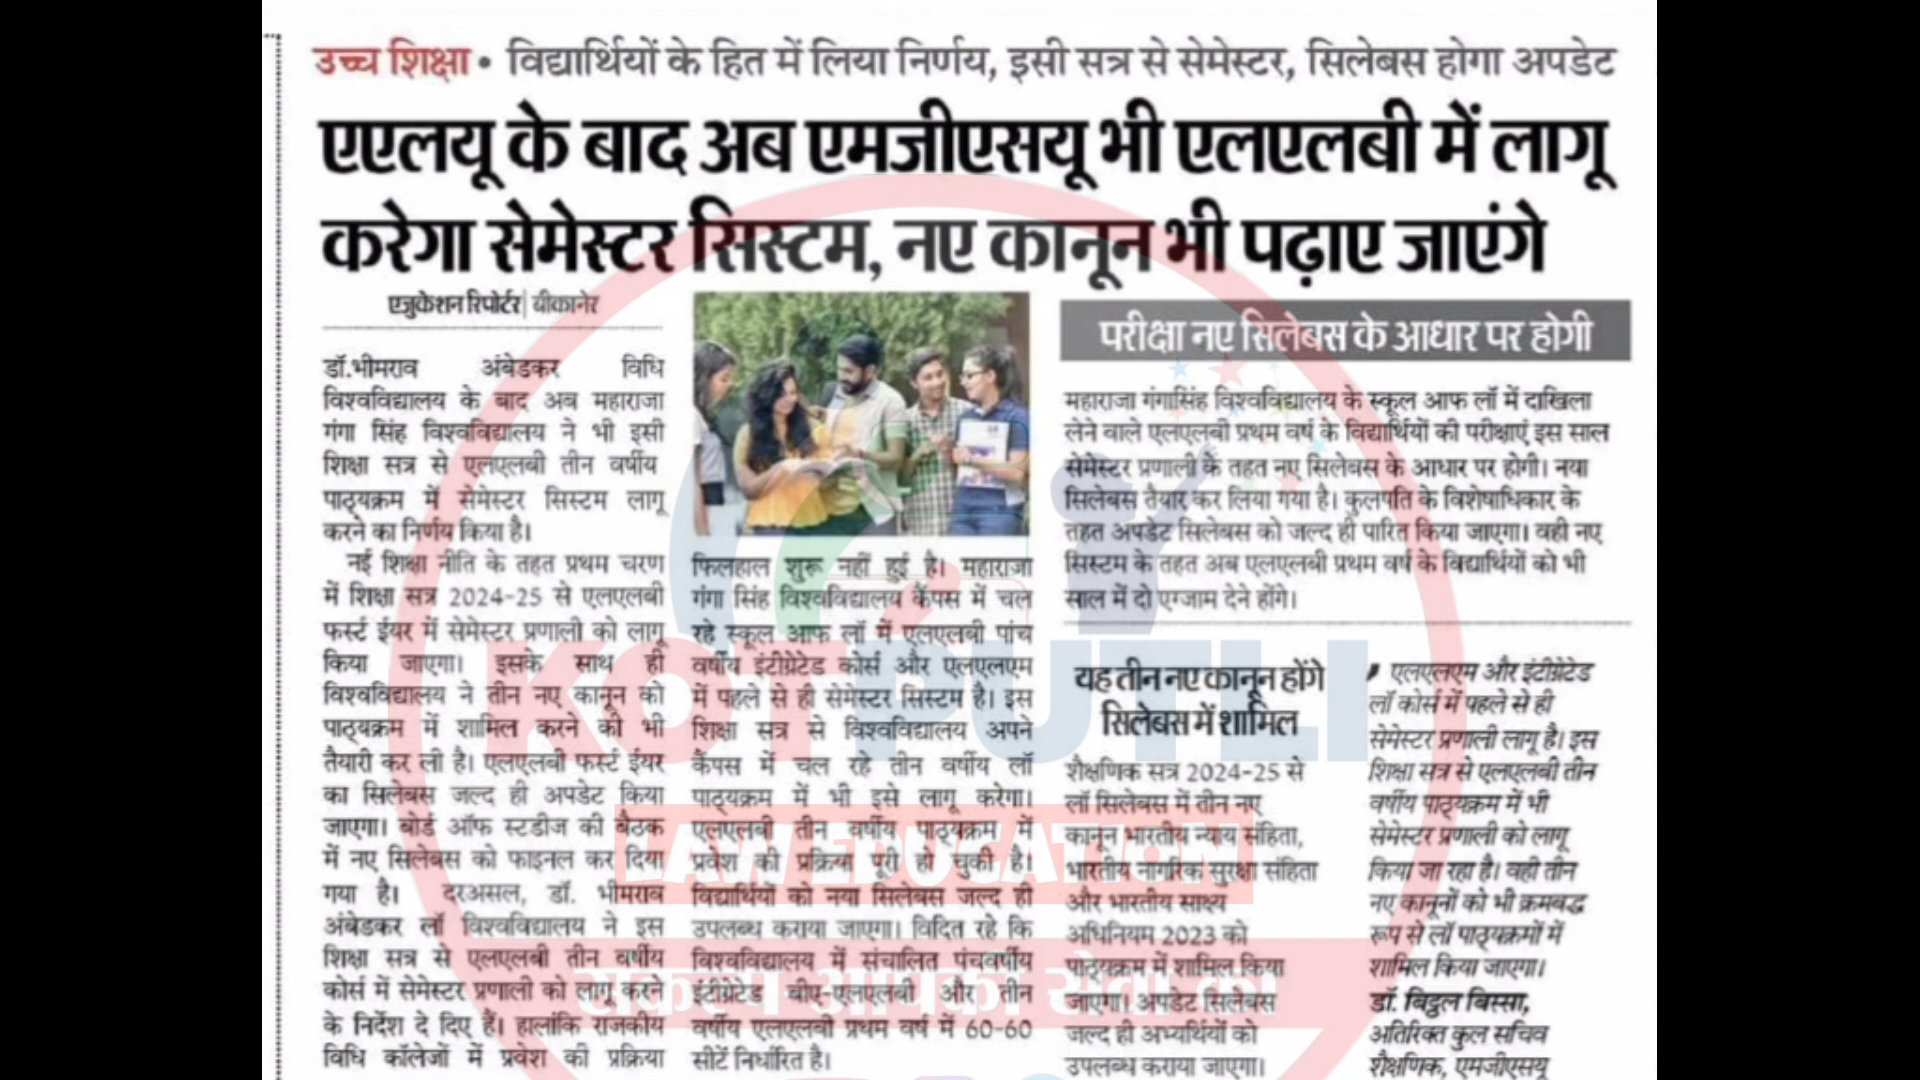 उच्च शिक्षा • विद्यार्थियों के हित में लिया निर्णय, इसी सत्र से सेमेस्टर, सिलेबस होगा अपडेट
एएलयू के बाद अब एमजीएसयू भी एलएलबी में लागू
करेगा सेमेस्टर सिस्टम, नए कानून भी पढ़ाए जाएंगे
एजुकेशन रिपोर्टर | बीकानेर
डॉ.भीमराव अंबेडकर विधि
विश्वविद्यालय के बाद अब महाराजा
गंगा सिंह विश्वविद्यालय ने भी इसी
शिक्षा सत्र से एलएलबी तीन वर्षीय
पाठ्यक्रम में सेमेस्टर सिस्टम लागू
करने का निर्णय किया है।
नई शिक्षा नीति के तहत प्रथम चरण
में शिक्षा सत्र 2024-25 से एलएलबी
फर्स्ट ईयर में सेमेस्टर प्रणाली को लागू
किया जाएगा। इसके साथ ही
विश्वविद्यालय ने तीन नए कानून को
पाठ्यक्रम में शामिल करने की भी
तैयारी कर ली है। एलएलबी फर्स्ट ईयर
का सिलेबस जल्द ही अपडेट किया
जाएगा। बोर्ड ऑफ स्टडीज की बैठक
में नए सिलेबस को फाइनल कर दिया
गया है। दरअसल, डॉ. भीमराव
अंबेडकर लॉ विश्वविद्यालय ने इस
शिक्षा सत्र से एलएलबी तीन वर्षीय
कोर्स में सेमेस्टर प्रणाली को लागू करने
के निर्देश दे दिए हैं। हालांकि राजकीय
विधि कॉलेजों में प्रवेश की प्रक्रिया
फिलहाल शुरू नहीं हुई है। महाराजा
गंगा सिंह विश्वविद्यालय कैंपस में चल
रहे स्कूल आफ लॉ में एलएलबी पांच
वर्षीय इंटीग्रेटेड कोर्स और एलएलएम
में पहले से ही सेमेस्टर सिस्टम है। इस
शिक्षा सत्र से विश्वविद्यालय अपने
कैंपस में चल रहे तीन वर्षीय लॉ
पाठ्यक्रम में भी इसे लागू करेगा।
एलएलबी तीन वर्षीय पाठ्यक्रम में
प्रवेश की प्रक्रिया पूरी हो चुकी है।
विद्यार्थियों को नया सिलेबस जल्द ही
उपलब्ध कराया जाएगा। विदित रहे कि
विश्वविद्यालय में संचालित पंचवर्षीय
इंटीग्रेटेड बीए-एलएलबी और तीन
वर्षीय एलएलबी प्रथम वर्ष में 60-60
सीटें निर्धारित है।
परीक्षा नए सिलेबस के आधार पर होगी
महाराजा गंगासिंह विश्वविद्यालय के स्कूल आफ लॉ में दाखिला
लेने वाले एलएलबी प्रथम वर्ष के विद्यार्थियों की परीक्षाएं इस साल
सेमेस्टर प्रणाली के तहत नए सिलेबस के आधार पर होगी। नया
सिलेबस तैयार कर लिया गया है। कुलपति के विशेषाधिकार के
तहत अपडेट सिलेबस को जल्द ही पारित किया जाएगा। वही नए
सिस्टम के तहत अब एलएलबी प्रथम वर्ष के विद्यार्थियों को भी
साल में दो एग्जाम देने होंगे।
यह तीन नए कानून होंगे
सिलेबस में शामिल
शैक्षणिक सत्र 2024-25 से
लॉ सिलेबस में तीन नए
कानून भारतीय न्याय संहिता,
भारतीय नागरिक सुरक्षा संहिता
और भारतीय साक्ष्य
अधिनियम 2023 को
पाठ्यक्रम में शामिल किया
जाएगा। अपडेट सिलेबस
जल्द ही अभ्यर्थियों को
उपलब्ध कराया जाएगा।
एलएलएम और इंटीग्रेटेड
लॉ कोर्स में पहले से ही
सेमेस्टर प्रणाली लागू है। इस
शिक्षा सत्र से एलएलबी तीन
वर्षीय पाठ्यक्रम में भी
सेमेस्टर प्रणाली को लागू
किया जा रहा है। वही तीन
नए कानूनों को भी क्रमबद्ध
रूप से लॉ पाठ्यक्रमों में
शामिल किया जाएगा।
डॉ. बिट्ठल बिस्सा,
अतिरिक्त कुल सचिव
शैक्षणिक, एमजीएसयू
KOTPUTLI
LAW EDUCATION